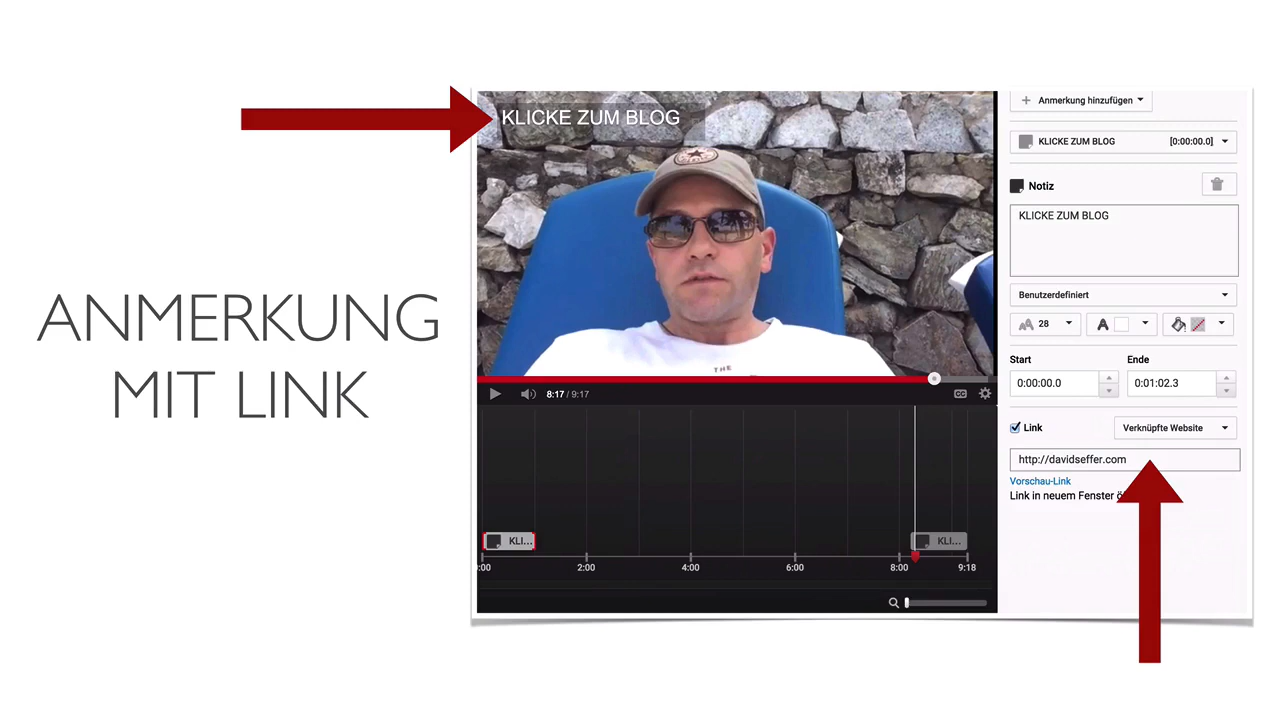 ANMERKUNG
MIT LINK
KLICKE ZUM BLOG
THE
8:17 / 9:17
CC
KLI...
KLI...
:00
2:00
4:00
6:00
8:00
9:18
+ Anmerkung hinzufügen
KLICKE ZUM BLOG [0:00:00.0]
Notiz
KLICKE ZUM BLOG
Benutzerdefiniert
AA 28
A
Start Ende
0:00:00.0 0:01:02.3
Link Verknüpfte Website
http://davidseffer.com
Vorschau-Link
Link in neuem Fenster